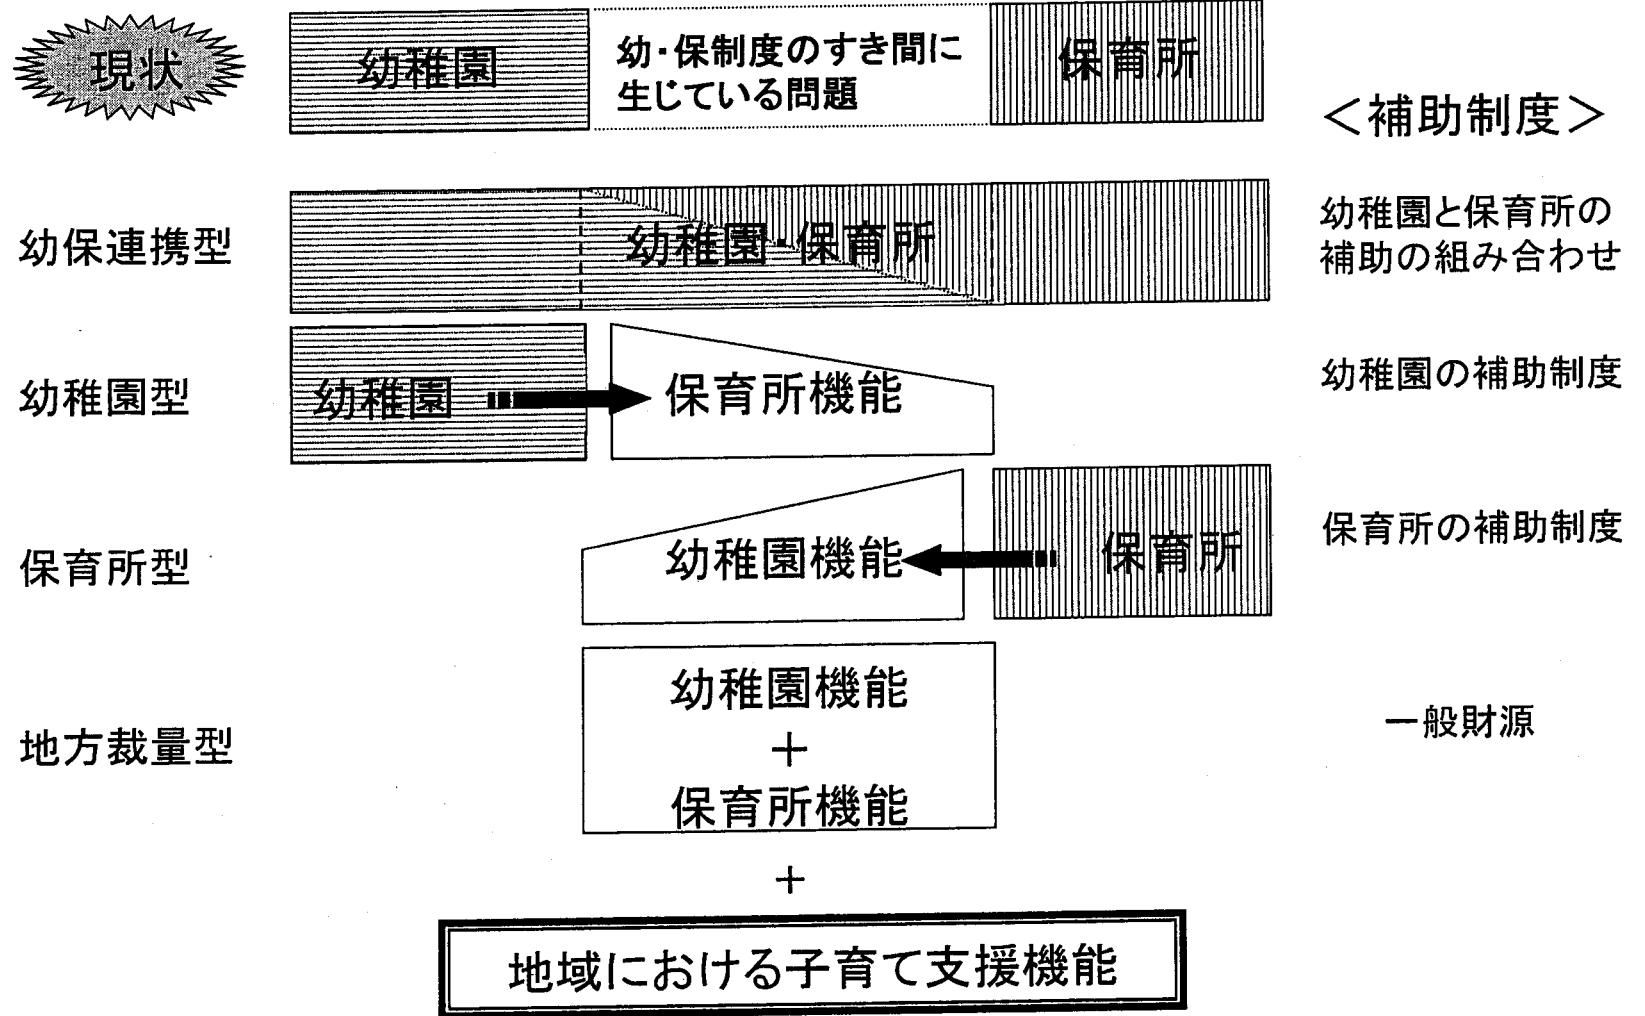 現状
幼稚園
幼・保制度のすき間に
生じている問題
保育所
＜補助制度＞
幼保連携型
幼稚園・保育所
幼稚園と保育所の
補助の組み合わせ
幼稚園型
幼稚園
保育所機能
幼稚園の補助制度
保育所型
幼稚園機能
保育所
保育所の補助制度
地方裁量型
幼稚園機能
＋
保育所機能
一般財源
＋
地域における子育て支援機能